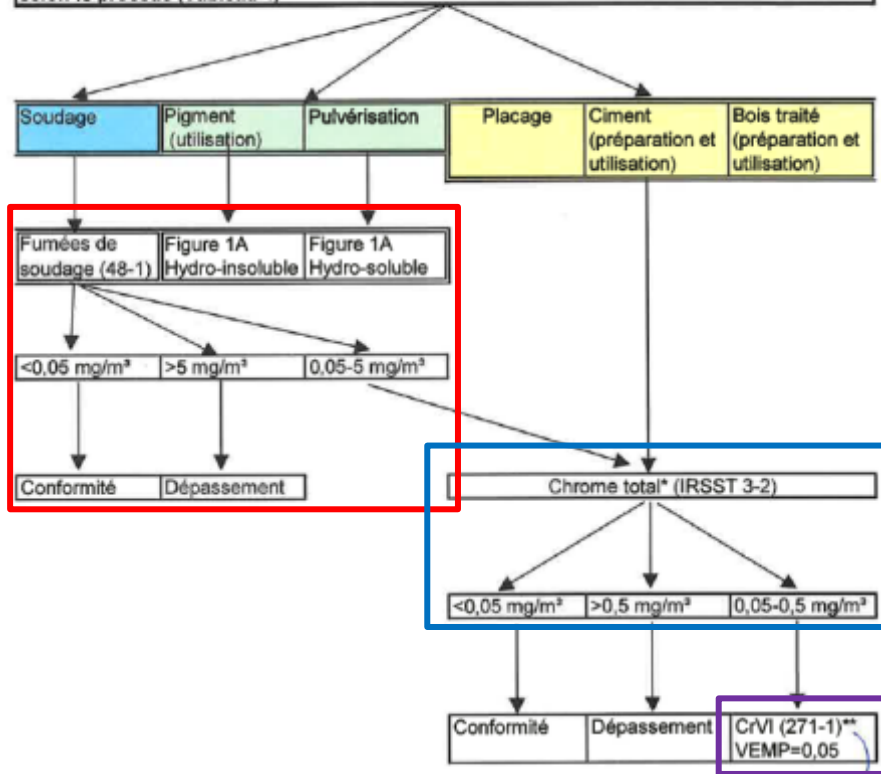 Soudage
Pigment
(utilisation)
Pulvérisation
Placage
Ciment
(préparation et
utilisation)
Bois traité
(préparation et
utilisation)
Fumées de
soudage (48-1)
Figure 1A
Hydro-insoluble
Figure 1A
Hydro-soluble
<0,05 mg/m³
>5 mg/m³
0,05-5 mg/m³
Conformité
Dépassement
Chrome total* (IRSST 3-2)
<0,05 mg/m³
>0,5 mg/m³
0,05-0,5 mg/m³
Conformité
Dépassement
CrVI (271-1)**
VEMP=0,05